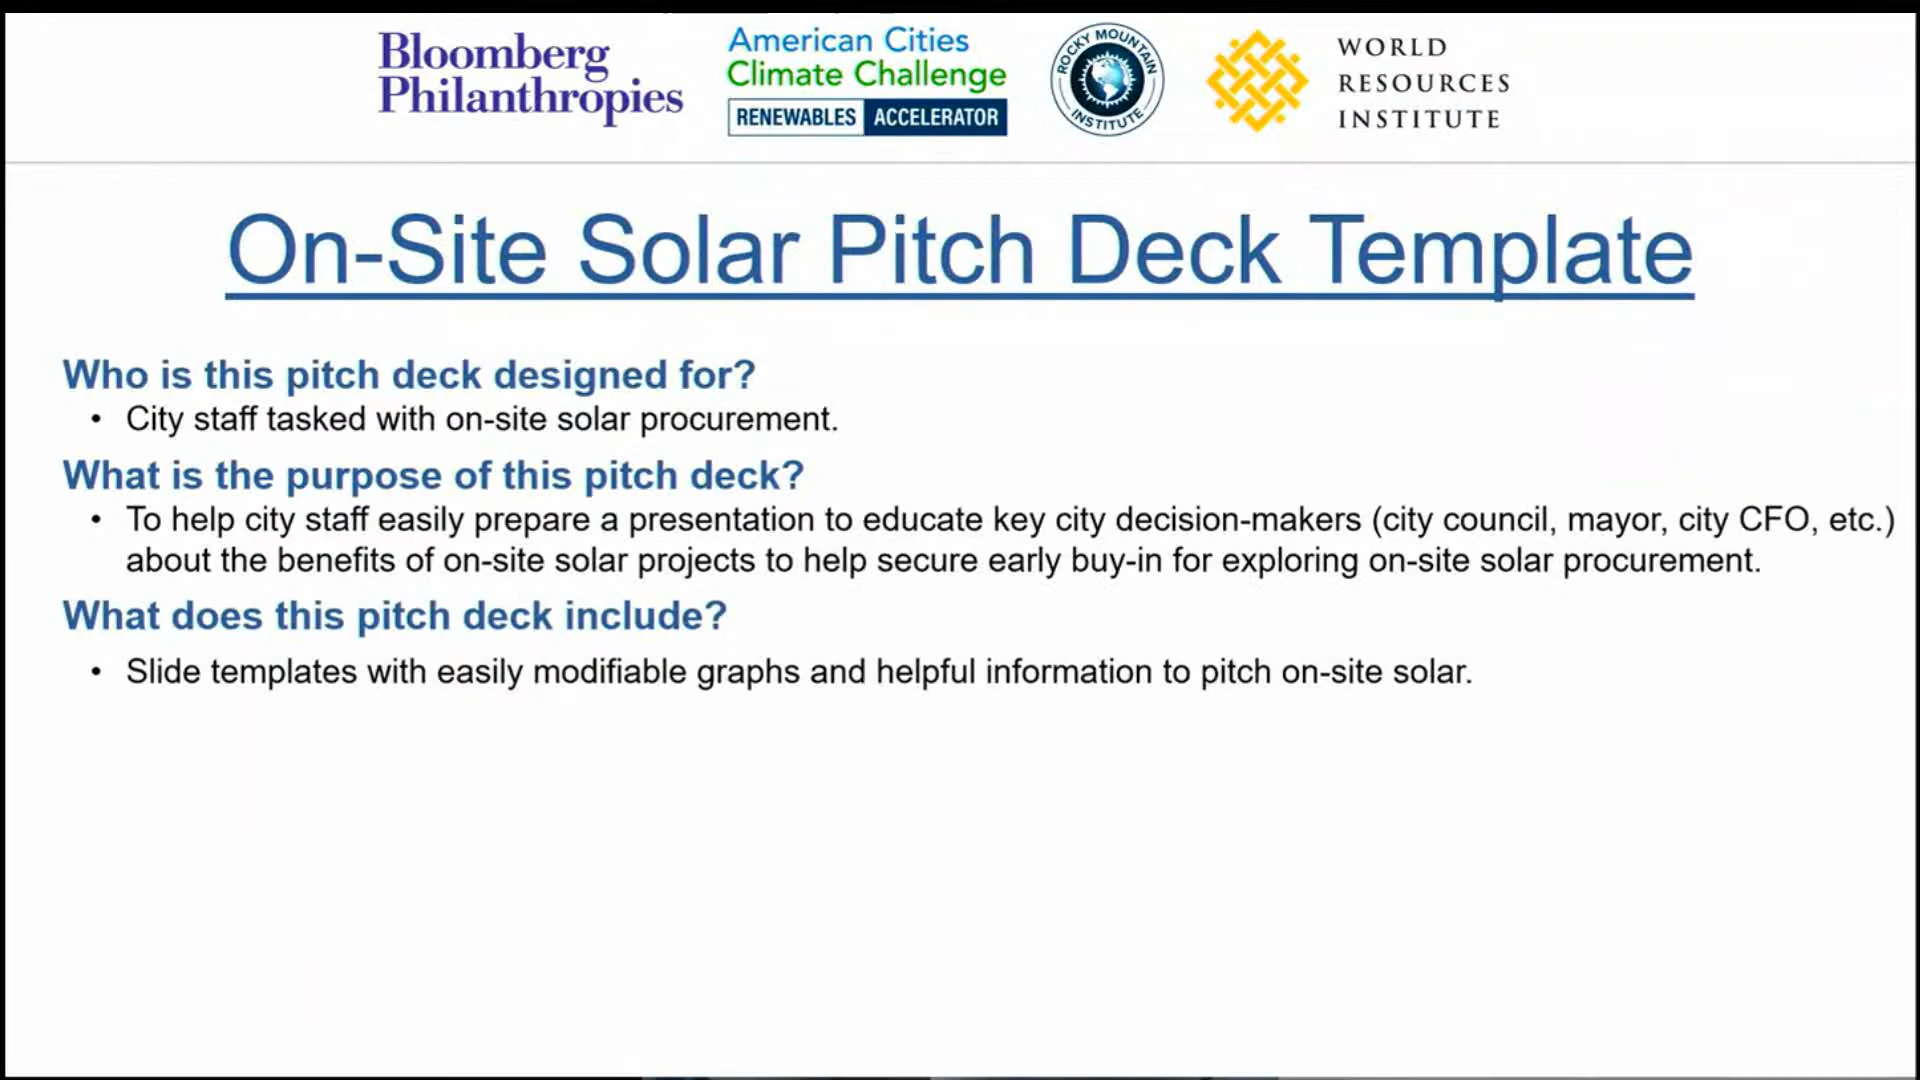 Bloomberg
Philanthropies
American Cities
Climate Challenge
RENEWABLES ACCELERATOR
ROCKY MOUNTAIN
INSTITUTE
WORLD
RESOURCES
INSTITUTE
On-Site Solar Pitch Deck Template
Who is this pitch deck designed for?
• City staff tasked with on-site solar procurement.
What is the purpose of this pitch deck?
• To help city staff easily prepare a presentation to educate key city decision-makers (city council, mayor, city CFO, etc.)
about the benefits of on-site solar projects to help secure early buy-in for exploring on-site solar procurement.
What does this pitch deck include?
• Slide templates with easily modifiable graphs and helpful information to pitch on-site solar.